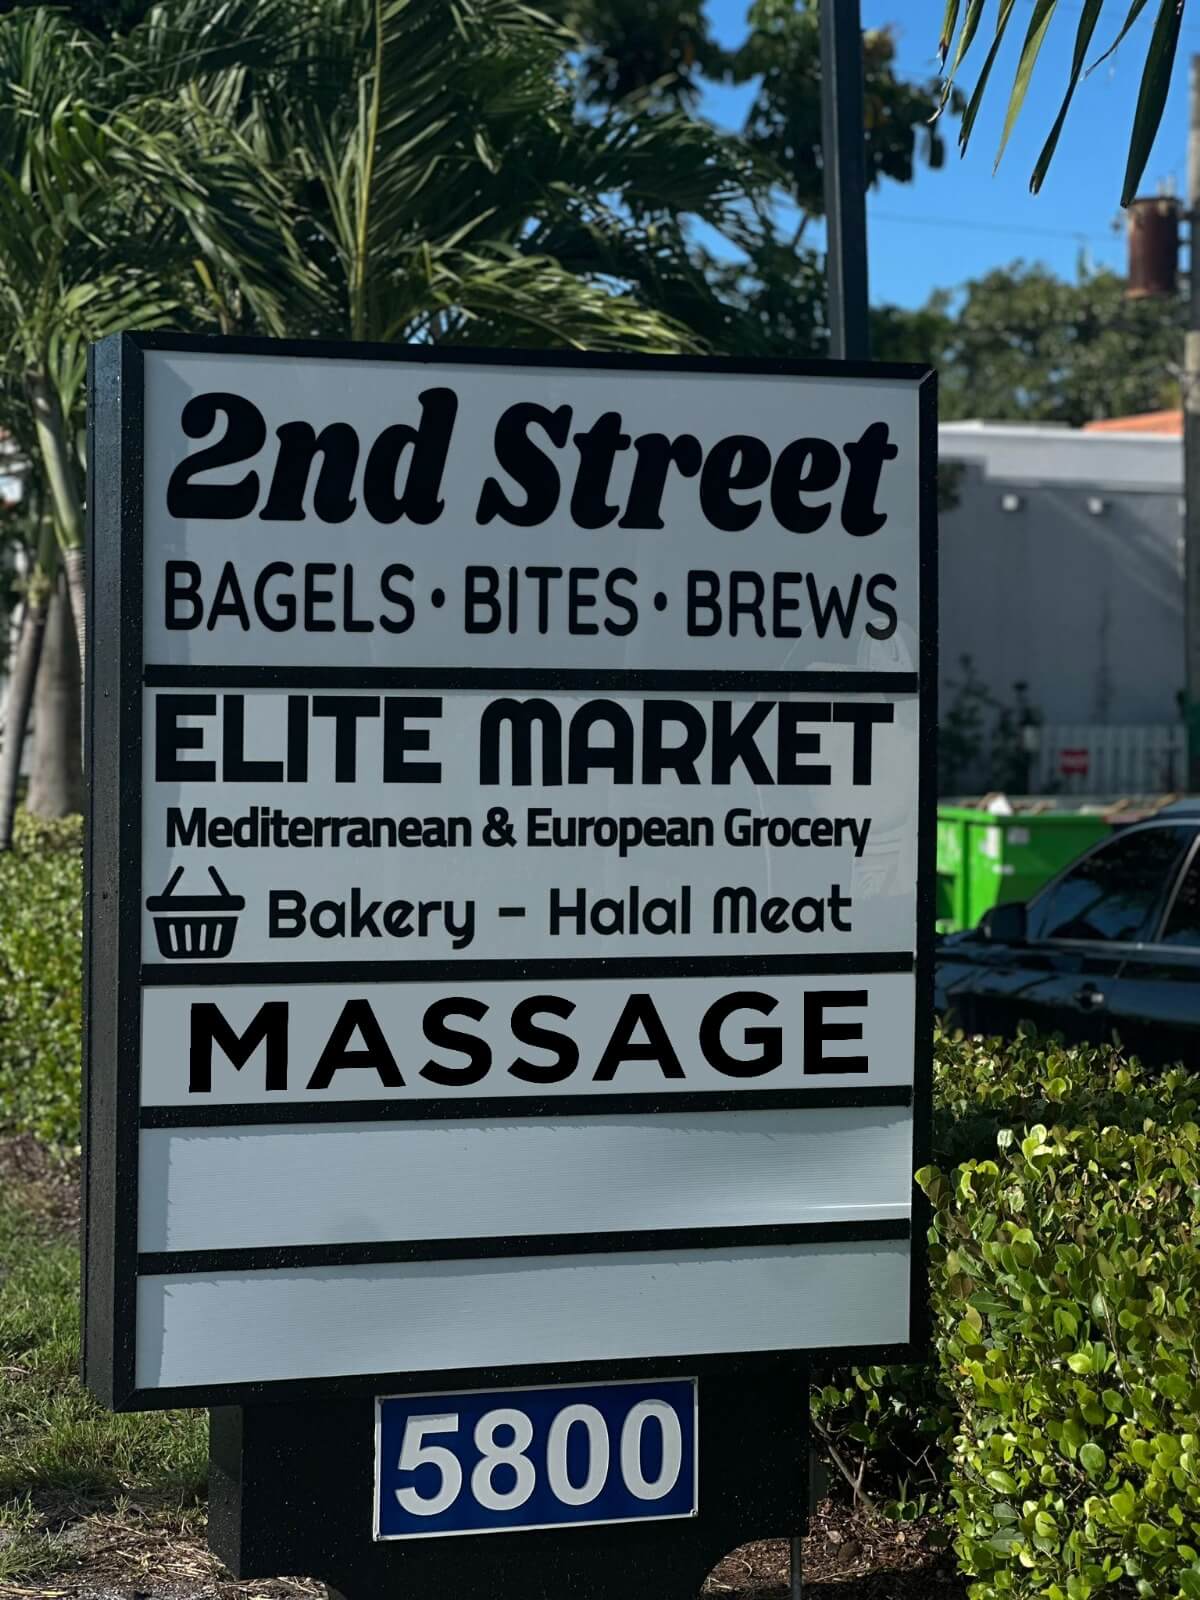 2nd Street
BAGELS • BITES • BREWS
ELITE MARKET
Mediterranean & European Grocery
Bakery - Halal Meat
MASSAGE
5800